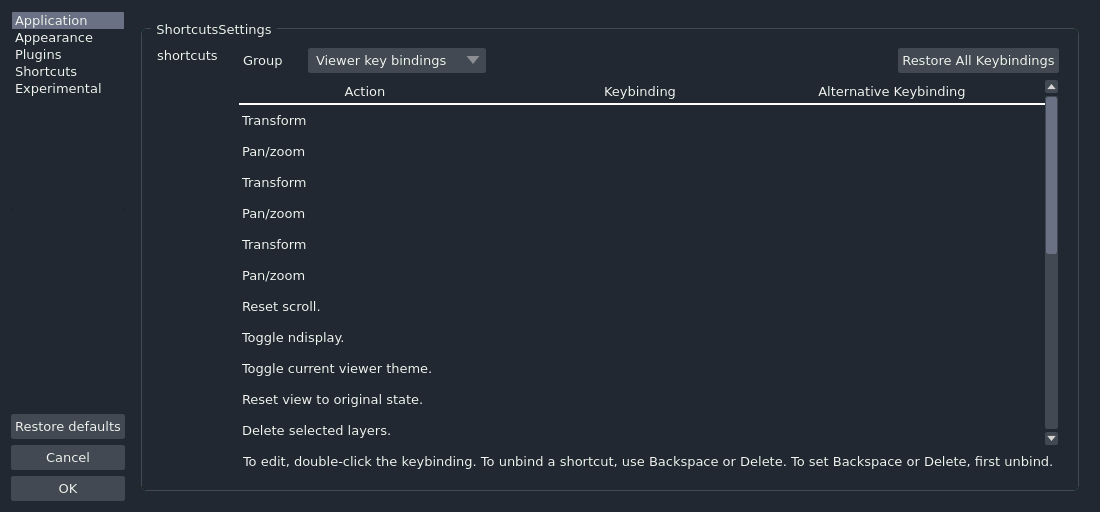 Application
Appearance
Plugins
Shortcuts
Experimental
Restore defaults
Cancel
OK
ShortcutsSettings
shortcuts
Group Viewer key bindings Restore All Keybindings
Action Keybinding Alternative Keybinding
Transform
Pan/zoom
Transform
Pan/zoom
Transform
Pan/zoom
Reset scroll.
Toggle ndisplay.
Toggle current viewer theme.
Reset view to original state.
Delete selected layers.
To edit, double-click the keybinding. To unbind a shortcut, use Backspace or Delete. To set Backspace or Delete, first unbind.